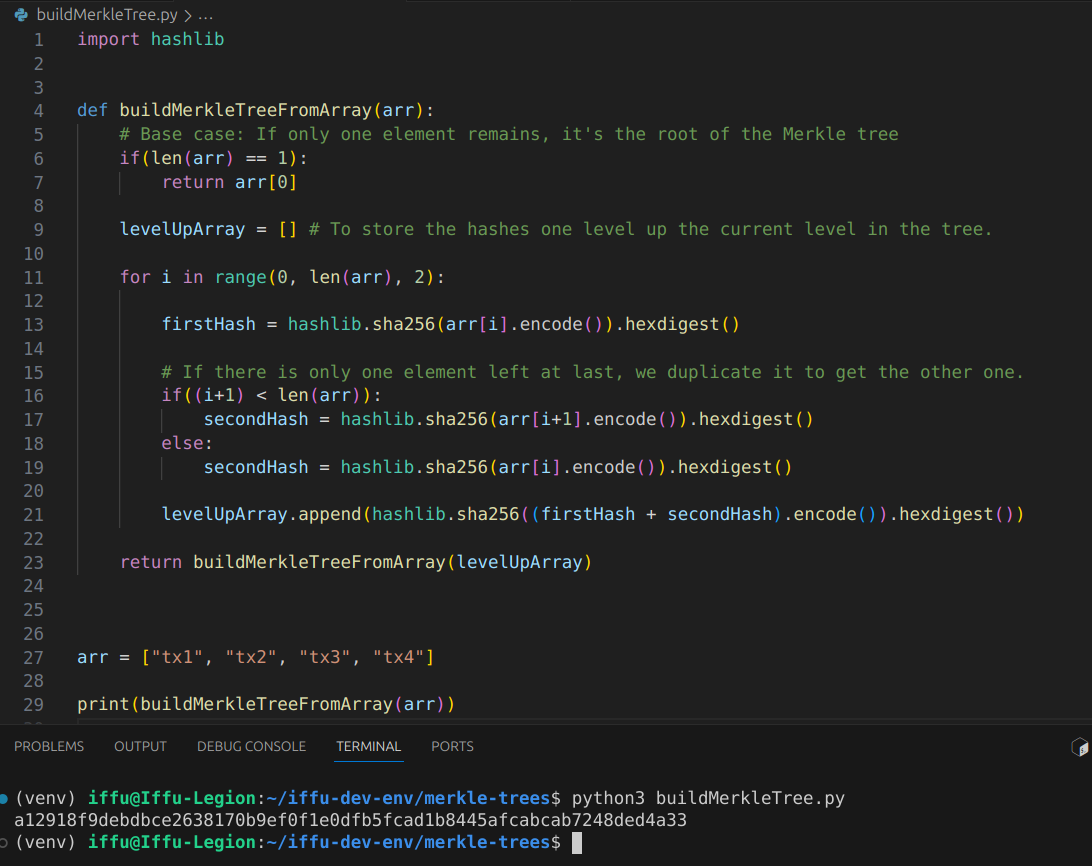 buildMerkleTree.py > ...
1 import hashlib
2
3
4 def buildMerkleTreeFromArray(arr):
5     # Base case: If only one element remains, it's the root of the Merkle tree
6     if(len(arr) == 1):
7         return arr[0]
8
9     levelUpArray = [] # To store the hashes one level up the current level in the tree.
10
11     for i in range(0, len(arr), 2):
12
13         firstHash = hashlib.sha256(arr[i].encode()).hexdigest()
14
15         # If there is only one element left at last, we duplicate it to get the other one.
16         if((i+1) < len(arr)):
17             secondHash = hashlib.sha256(arr[i+1].encode()).hexdigest()
18         else:
19             secondHash = hashlib.sha256(arr[i].encode()).hexdigest()
20
21         levelUpArray.append(hashlib.sha256((firstHash + secondHash).encode()).hexdigest())
22
23     return buildMerkleTreeFromArray(levelUpArray)
24
25
26
27 arr = ["tx1", "tx2", "tx3", "tx4"]
28
29 print(buildMerkleTreeFromArray(arr))
PROBLEMS OUTPUT DEBUG CONSOLE TERMINAL PORTS
(venv) iffu@Iffu-Legion:~/iffu-dev-env/merkle-trees$ python3 buildMerkleTree.py
a12918f9debdbce2638170b9ef0f1e0dfb5fcad1b8445afcabcab7248ded4a33
(venv) iffu@Iffu-Legion:~/iffu-dev-env/merkle-trees$